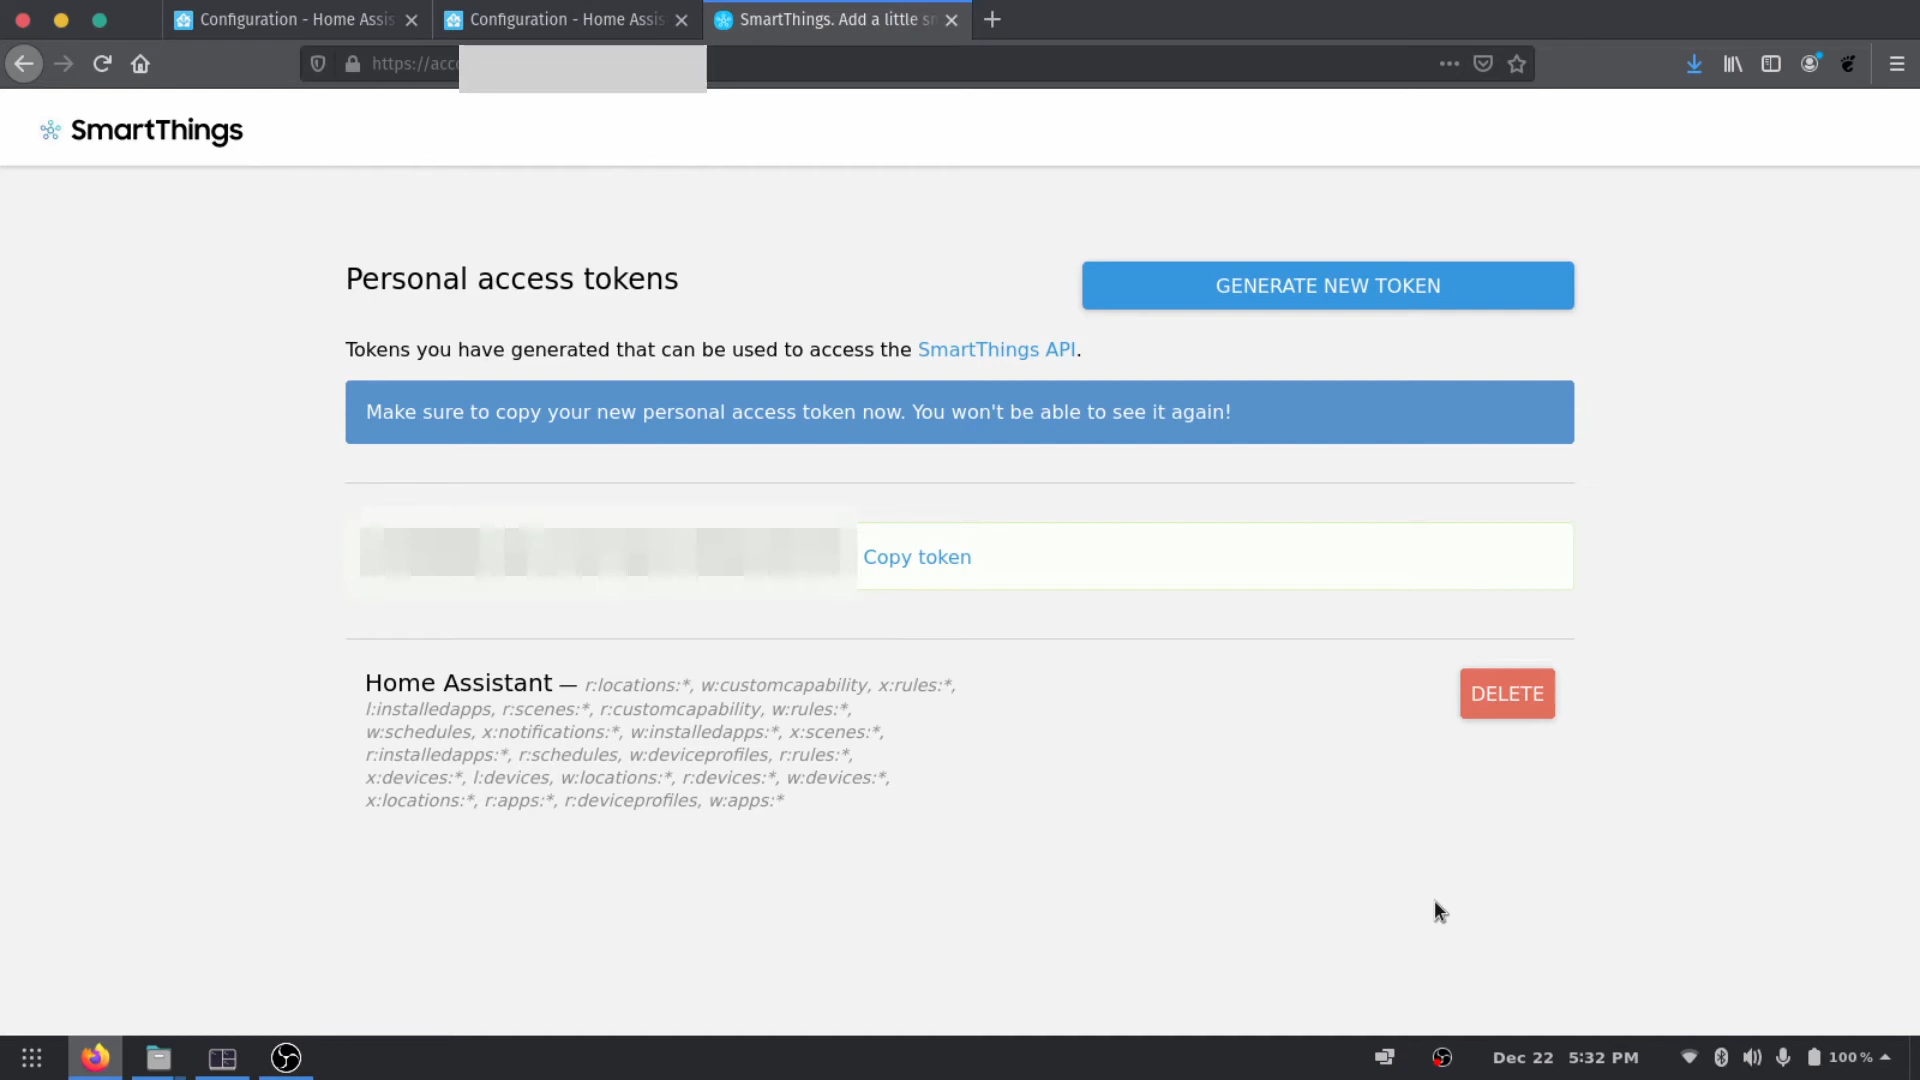 Configuration - Home Assis
Configuration - Home Assis
SmartThings. Add a little sm
https://acc
SmartThings
Personal access tokens
GENERATE NEW TOKEN
Tokens you have generated that can be used to access the SmartThings API.
Make sure to copy your new personal access token now. You won't be able to see it again!
Copy token
Home Assistant — r:locations:*, w:customcapability, x:rules:*,
l:installedapps, r:scenes:*, r:customcapability, w:rules:*,
w:schedules, x:notifications:*, w:installedapps:*, x:scenes:*,
r:installedapps:*, r:schedules, w:deviceprofiles, r:rules:*,
x:devices:*, l:devices, w:locations:*, r:devices:*, w:devices:*,
x:locations:*, r:apps:*, r:deviceprofiles, w:apps:*
DELETE
Dec 22 5:32 PM
100 %